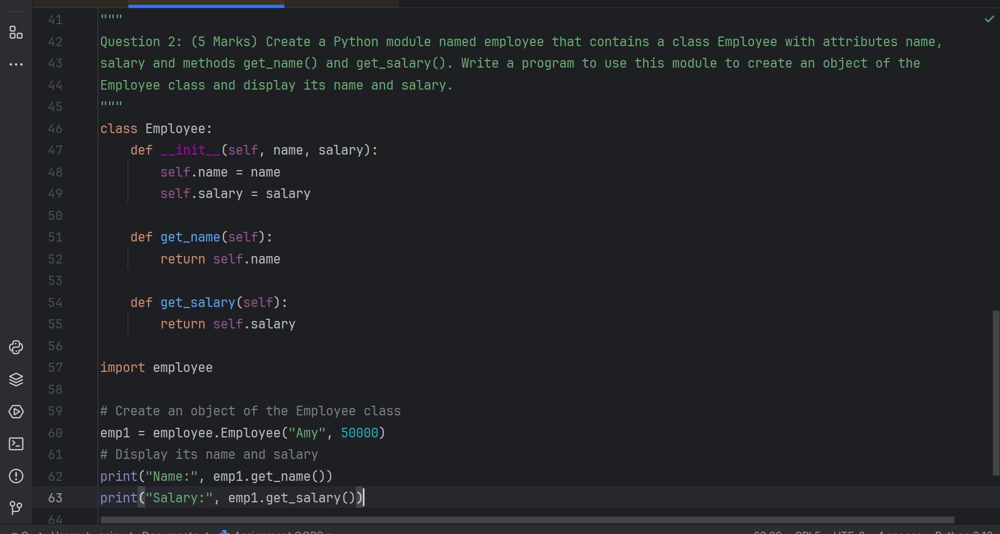 41 """
42 Question 2: (5 Marks) Create a Python module named employee that contains a class Employee with attributes name,
43 salary and methods get_name() and get_salary(). Write a program to use this module to create an object of the
44 Employee class and display its name and salary.
45 """
46 class Employee:
47     def __init__(self, name, salary):
48         self.name = name
49         self.salary = salary
50
51     def get_name(self):
52         return self.name
53
54     def get_salary(self):
55         return self.salary
56
57 import employee
58
59 # Create an object of the Employee class
60 emp1 = employee.Employee("Amy", 50000)
61 # Display its name and salary
62 print("Name:", emp1.get_name())
63 print("Salary:", emp1.get_salary())
64